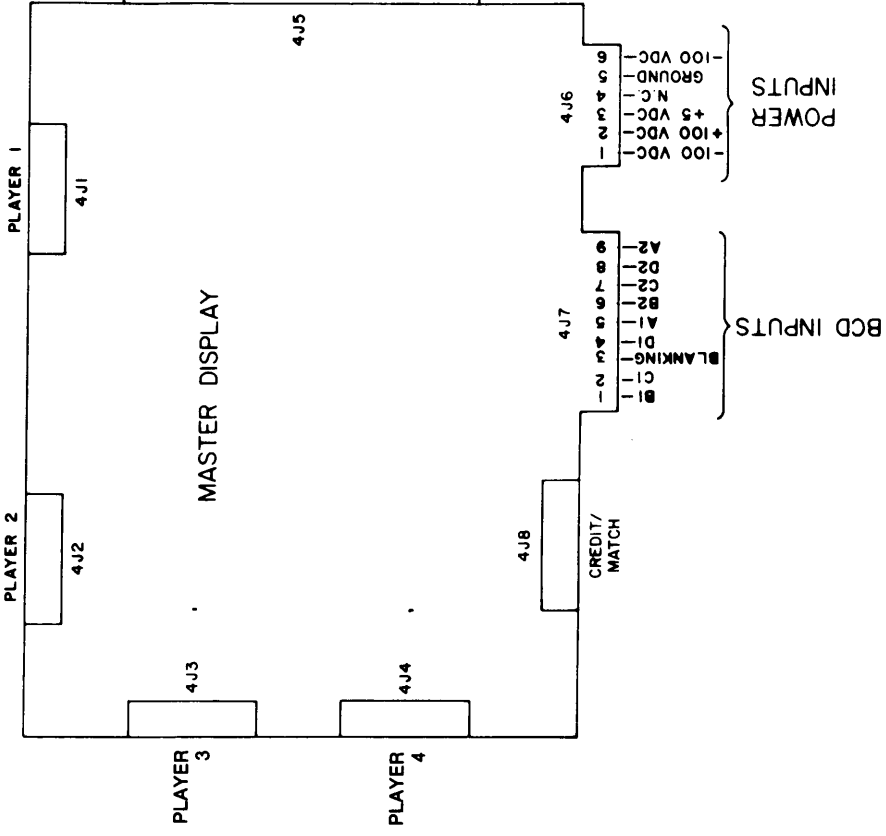 PLAYER 1
4J1
PLAYER 2
4J2
PLAYER 3
4J3
PLAYER 4
4J4
MASTER DISPLAY
4J5
4J6
1 -100 VDC
2 +100 VDC
3 +5 VDC
4 N.C.
5 GROUND
6 -100 VDC
POWER
INPUTS
4J7
1 B1
2 C1
3 BLANKING
4 D1
5 A1
6 B2
7 C2
8 D2
9 A2
BCD INPUTS
4J8
CREDIT/
MATCH